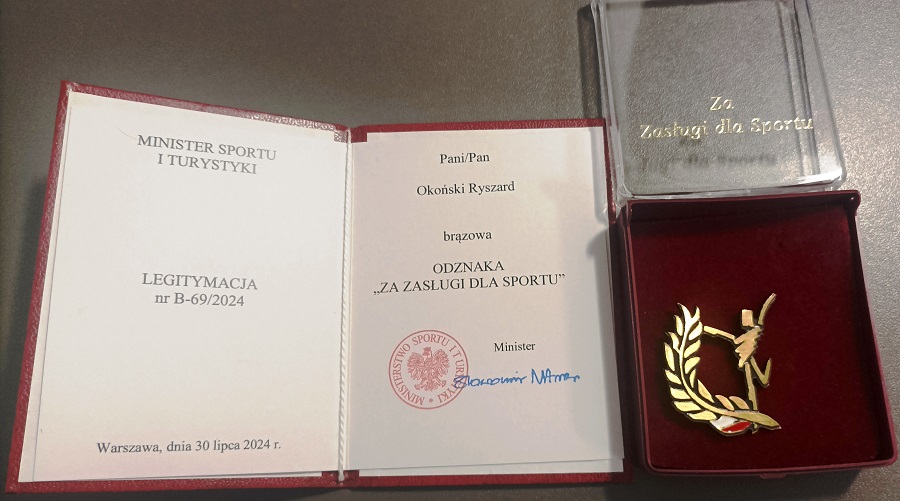 MINISTER SPORTU
I TURYSTYKI
LEGITYMACJA
nr B-69/2024
Warszawa, dnia 30 lipca 2024 r.
Pani/Pan
Okoński Ryszard
brązowa
ODZNAKA
„ZA ZASŁUGI DLA SPORTU”
Minister
MINISTERSTWO SPORTU I TURYSTYKI
Sławomir
Za
Zasługi dla Sportu